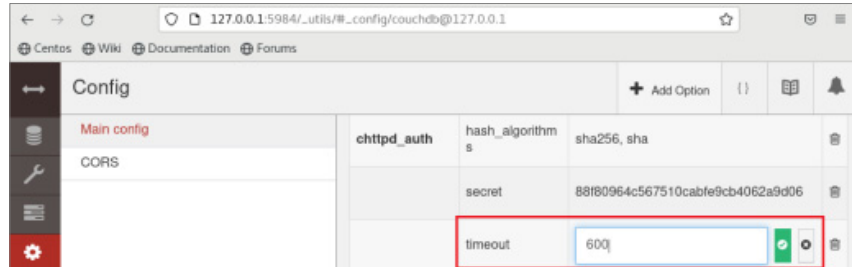 127.0.0.1:5984/_utils/#_config/couchdb@127.0.0.1
Centos Wiki Documentation Forums
Config
Add Option { }
Main config
CORS
chttpd_auth hash_algorithms sha256, sha
secret 88f80964c567510cabfe9cb4062a9d06
timeout 600